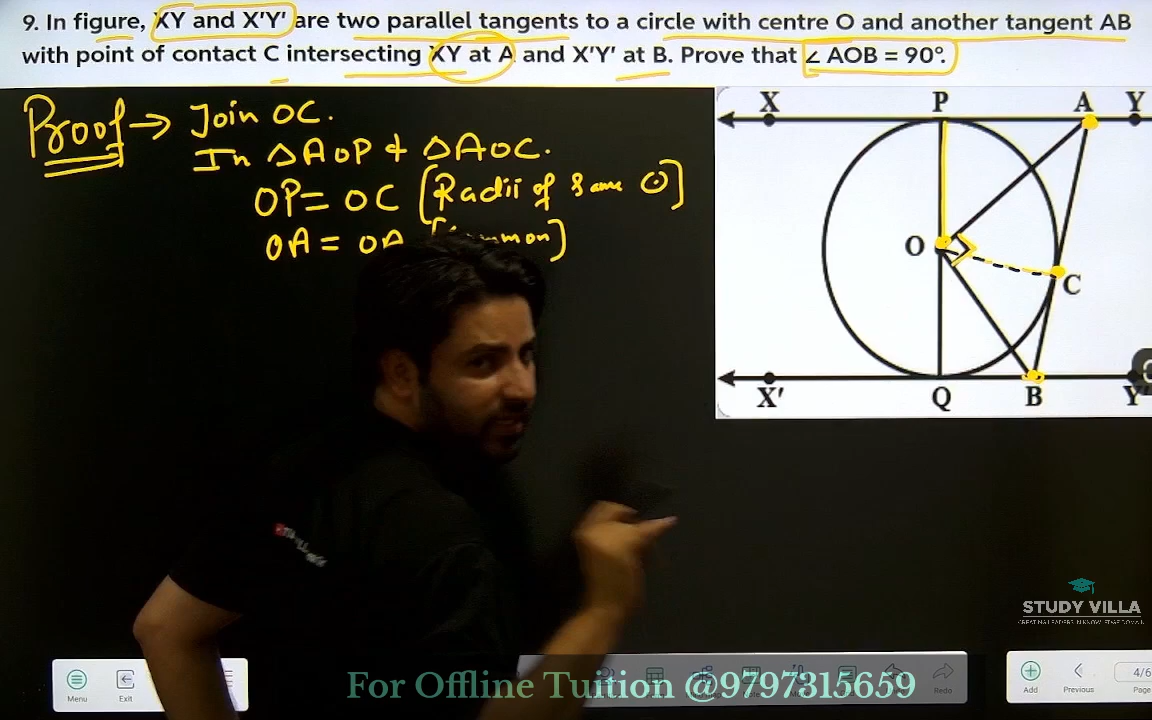 9. In figure, XY and X'Y' are two parallel tangents to a circle with centre O and another tangent AB
with point of contact C intersecting XY at A and X'Y' at B. Prove that ∠ AOB = 90°.
Proof → Join OC.
In △AOP & △AOC.
OP = OC [Radii of same ⊙]
OA = OA
X P A Y
O
C
X' Q B Y'
STUDY VILLA
Menu
Exit
Redo
Add
Previous
4/6
Page
For Offline Tuition @9797315659